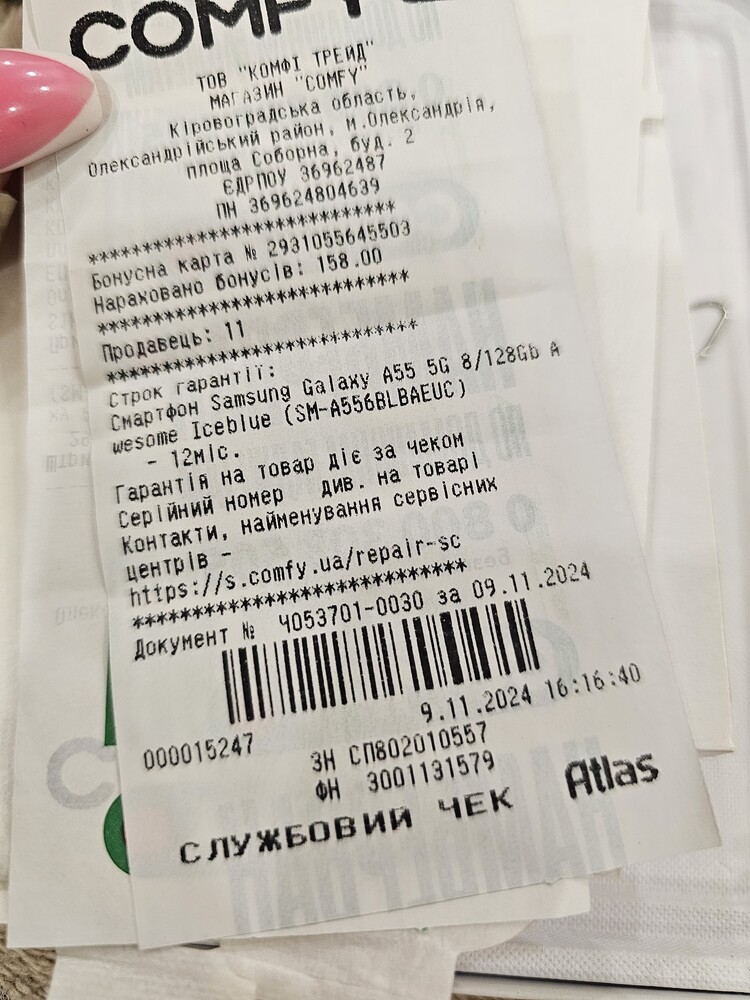 COMFY
ТОВ "КОМФІ ТРЕЙД"
МАГАЗИН "COMFY"
Кіровоградська область,
Олександрійський район, м.Олександрія,
площа Соборна, буд. 2
ЄДРПОУ 36962487
ПН 369624804639
***************************
Бонусна карта № 2931055645503
Нараховано бонусів: 158.00
***************************
Продавець: 11
***************************
Строк гарантії:
Смартфон Samsung Galaxy A55 5G 8/128Gb A
wesome Iceblue (SM-A556BLBAEUC)
- 12міс.
Гарантія на товар діє за чеком
Серійний номер див. на товарі
Контакти, найменування сервісних
центрів -
https://s.comfy.ua/repair-sc
***************************
Документ № 4053701-0030 за 09.11.2024
9.11.2024 16:16:40
000015247
ЗН СП802010557
ФН 3001131579
СЛУЖБОВИЙ ЧЕК Atlas